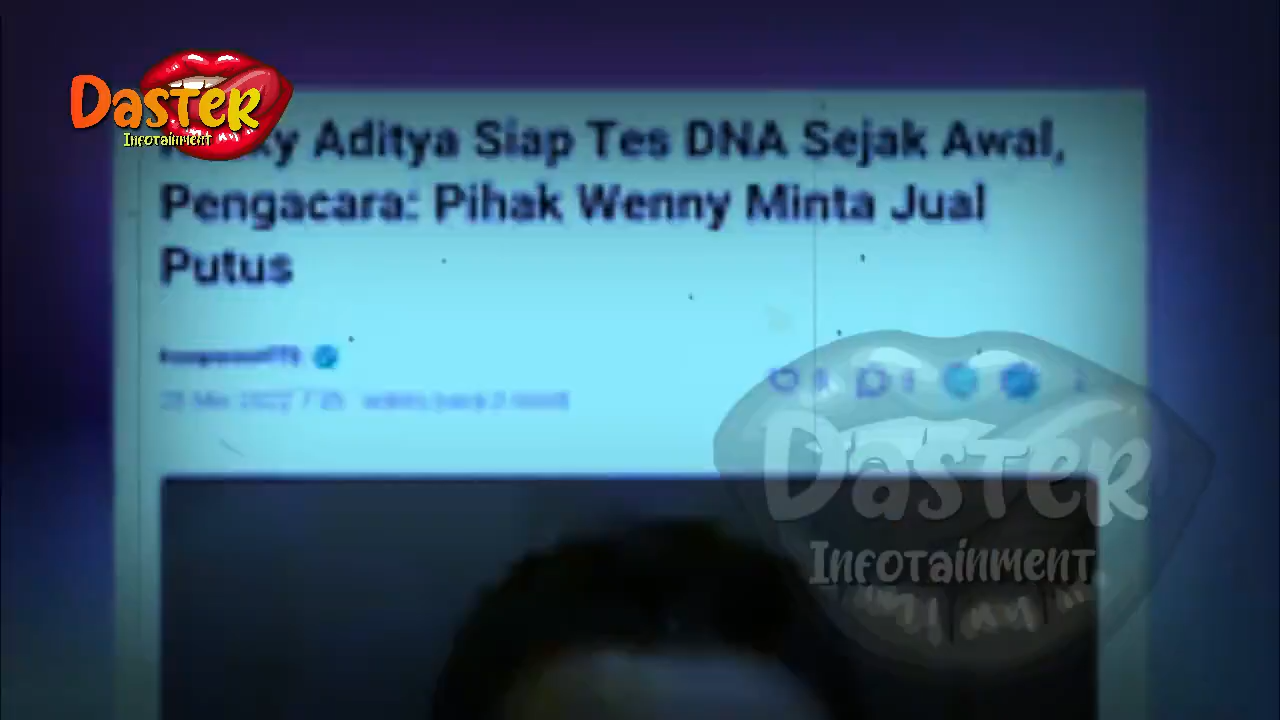 Daster
Infotainment
Aditya Siap Tes DNA Sejak Awal,
Pengacara: Pihak Wenny Minta Jual
Putus
Daster
Infotainment